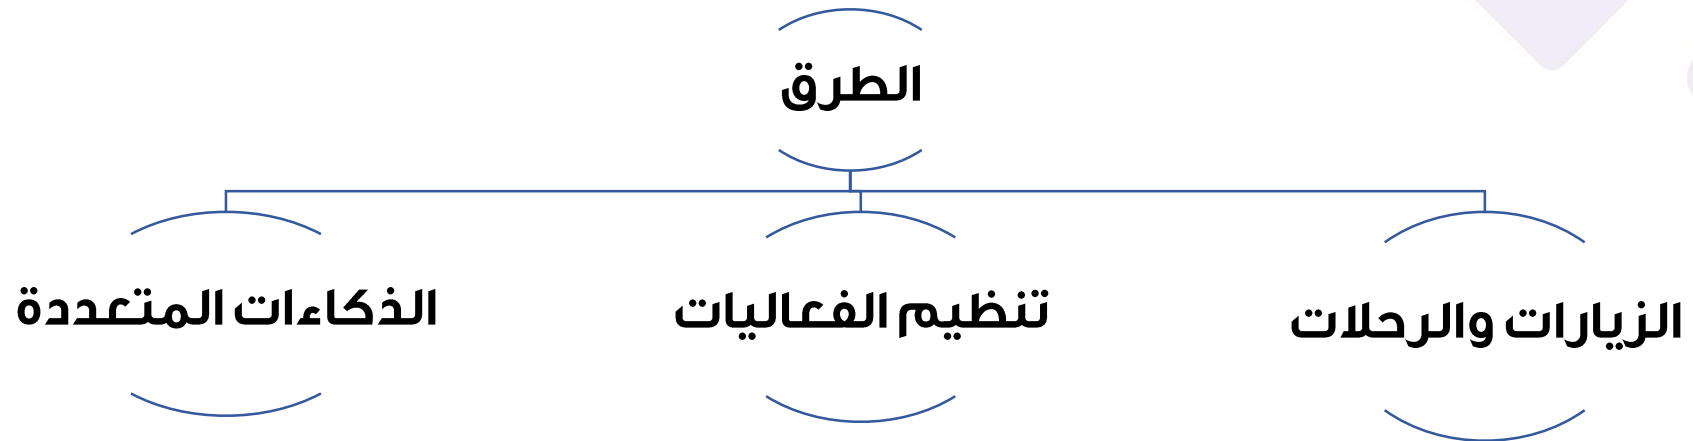 الطرق
الزيارات والرحلات
تنظيم الفعاليات
الذكاءات المتعددة